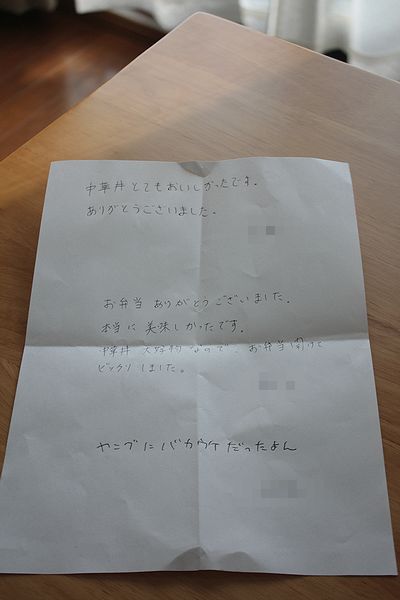 中華丼とてもおいしかったです。
ありがとうございました。
お弁当 ありがとうございました。
本当に 美味しかったです。
中華丼 大好物なので、お弁当開けて
ビックリしました。
ヤングにバカウケだったよん